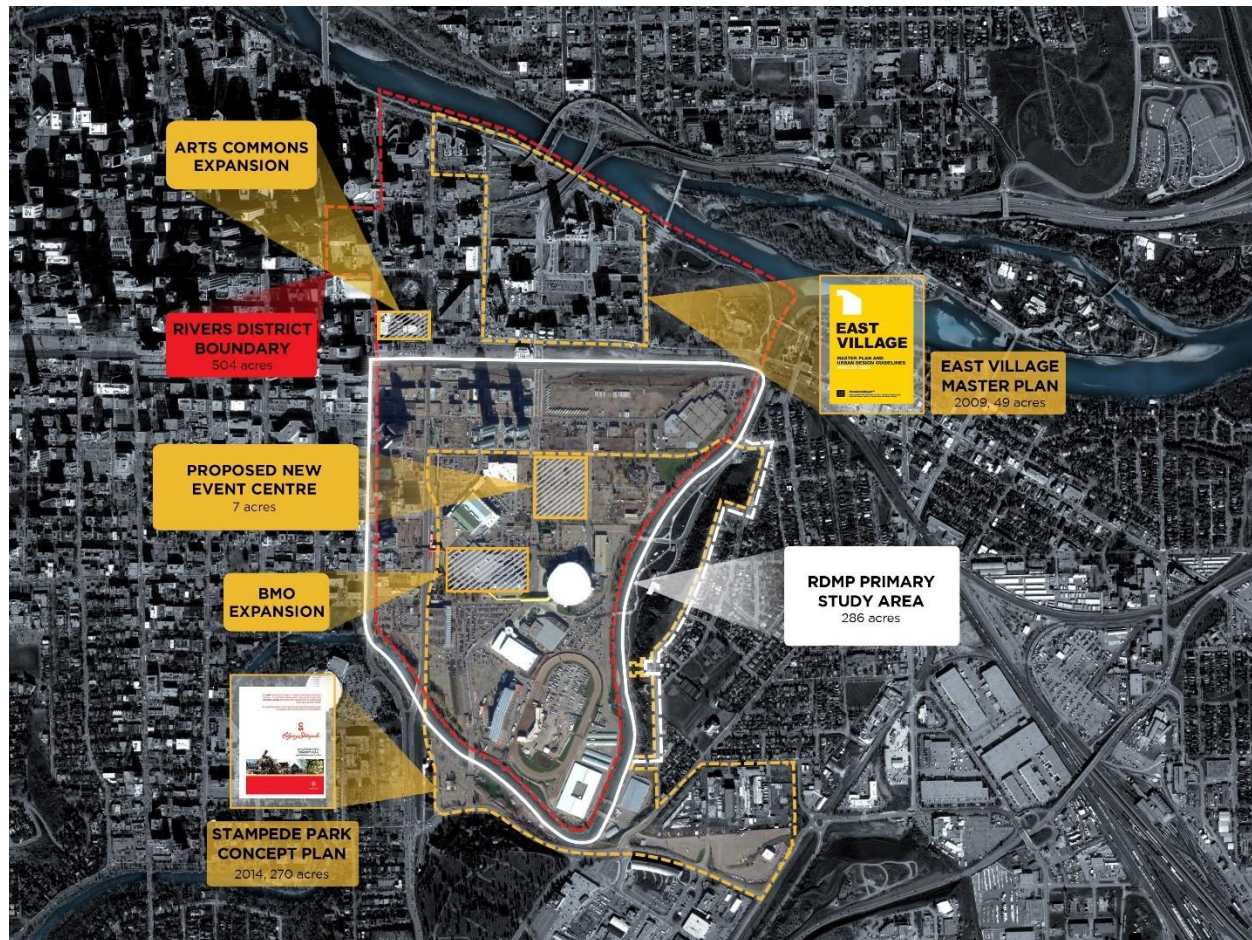 ARTS COMMONS
EXPANSION
RIVERS DISTRICT
BOUNDARY
504 acres
EAST
VILLAGE
MASTER PLAN AND
URBAN DESIGN GUIDELINES
EAST VILLAGE
MASTER PLAN
2009, 49 acres
PROPOSED NEW
EVENT CENTRE
7 acres
BMO
EXPANSION
RDMP PRIMARY
STUDY AREA
286 acres
Calgary Stampede
STAMPEDE PARK
CONCEPT PLAN
2014, 270 acres